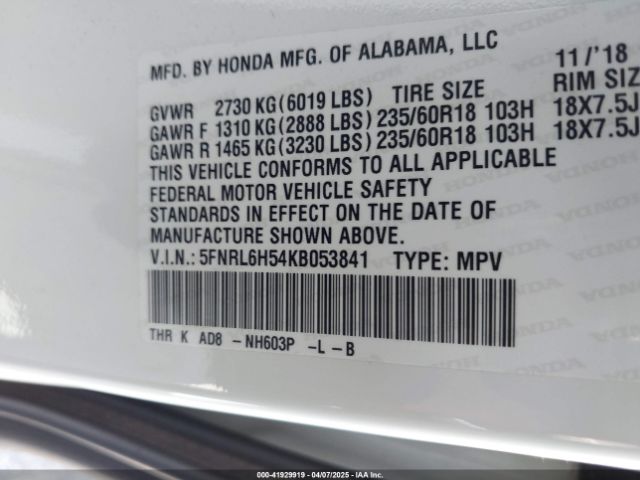 MFD. BY HONDA MFG. OF ALABAMA, LLC 11/'18
GVWR 2730 KG(6019 LBS) TIRE SIZE RIM SIZ
GAWR F 1310 KG(2888 LBS) 235/60R18 103H 18X7.5J
GAWR R 1465 KG(3230 LBS) 235/60R18 103H 18X7.5J
THIS VEHICLE CONFORMS TO ALL APPLICABLE
FEDERAL MOTOR VEHICLE SAFETY
STANDARDS IN EFFECT ON THE DATE OF
MANUFACTURE SHOWN ABOVE.
V.I.N.: 5FNRL6H54KB053841 TYPE: MPV
THR K AD8 -NH603P -L-B
000-41929919 / 04/07/2025 / IAA Inc.